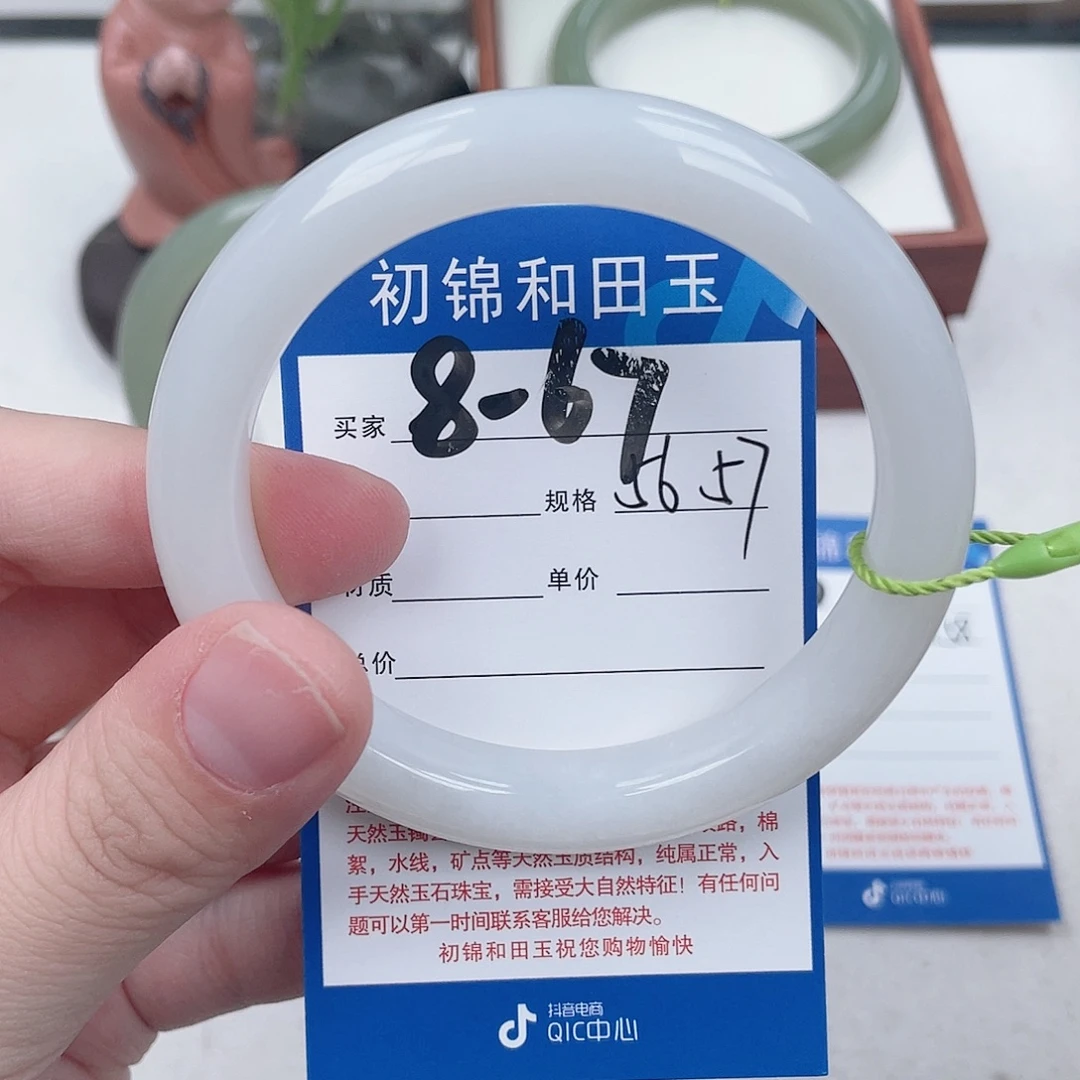 初锦和田玉
买家 8-67
规格 56 57
质 单价
价
天然玉镯
棉
絮，水线，矿点等天然玉质结构，纯属正常，入
手天然玉石珠宝，需接受大自然特征！有任何问
题可以第一时间联系客服给您解决。
初锦和田玉祝您购物愉快
抖音电商
QIC中心